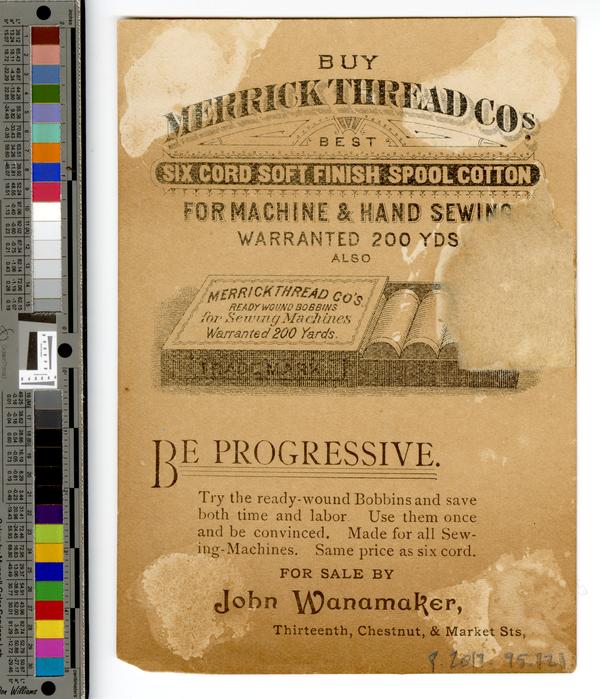 BUY
MERRICK THREAD CO'S.
BEST
SIX CORD SOFT FINISH SPOOL COTTON
FOR MACHINE & HAND SEWING
WARRANTED 200 YDS
ALSO
MERRICK THREAD CO'S.
READY WOUND BOBBINS
for Sewing Machines
Warranted 200 Yards.
TRADE MARK
BE PROGRESSIVE.
Try the ready-wound Bobbins and save
both time and labor Use them once
and be convinced. Made for all Sew-
ing-Machines. Same price as six cord.
FOR SALE BY
John Wanamaker,
Thirteenth, Chestnut, & Market Sts,